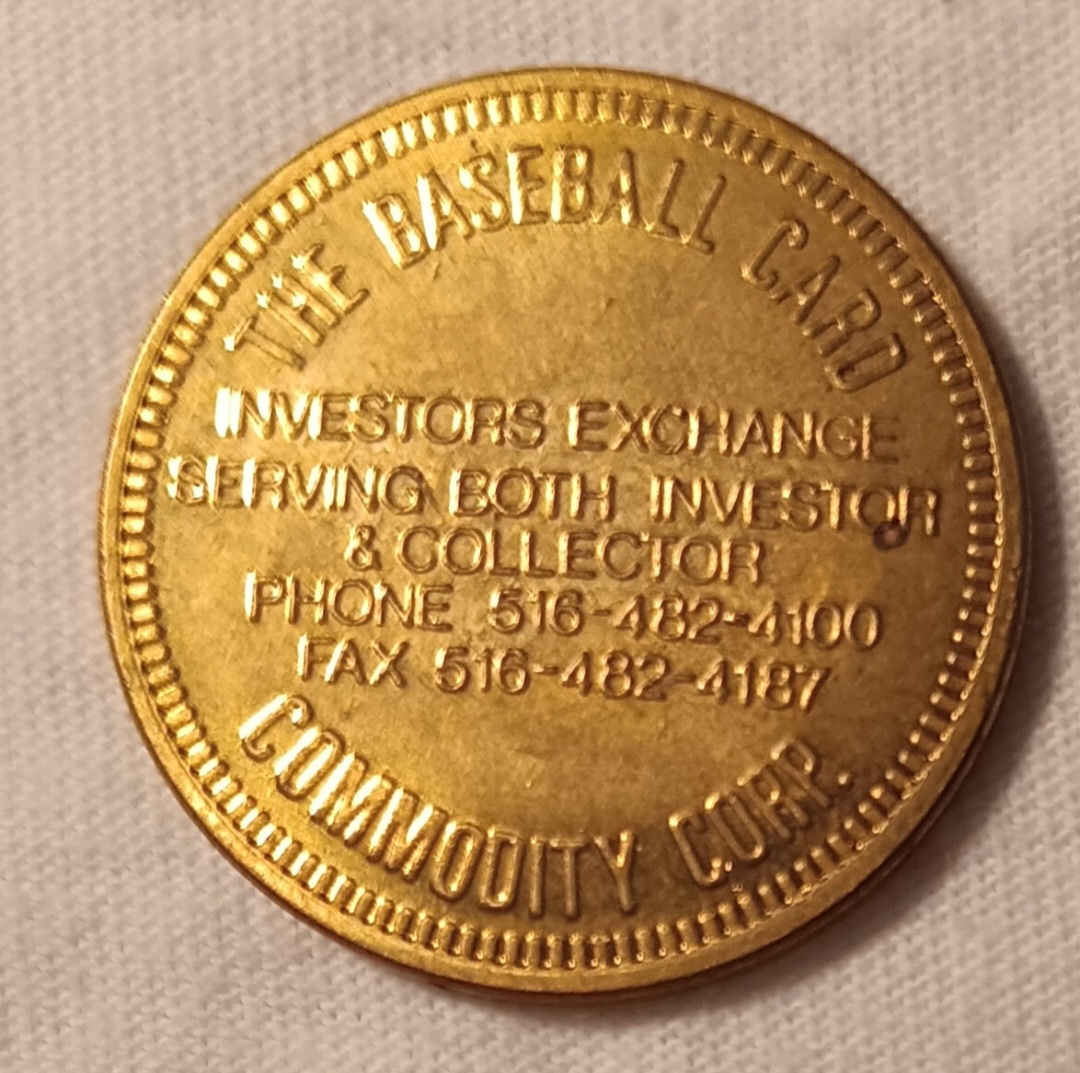 THE BASEBALL CARD
INVESTORS EXCHANGE
SERVING BOTH INVESTOR
& COLLECTOR
PHONE 516-482-4100
FAX 516-482-4187
COMMODITY CORP.